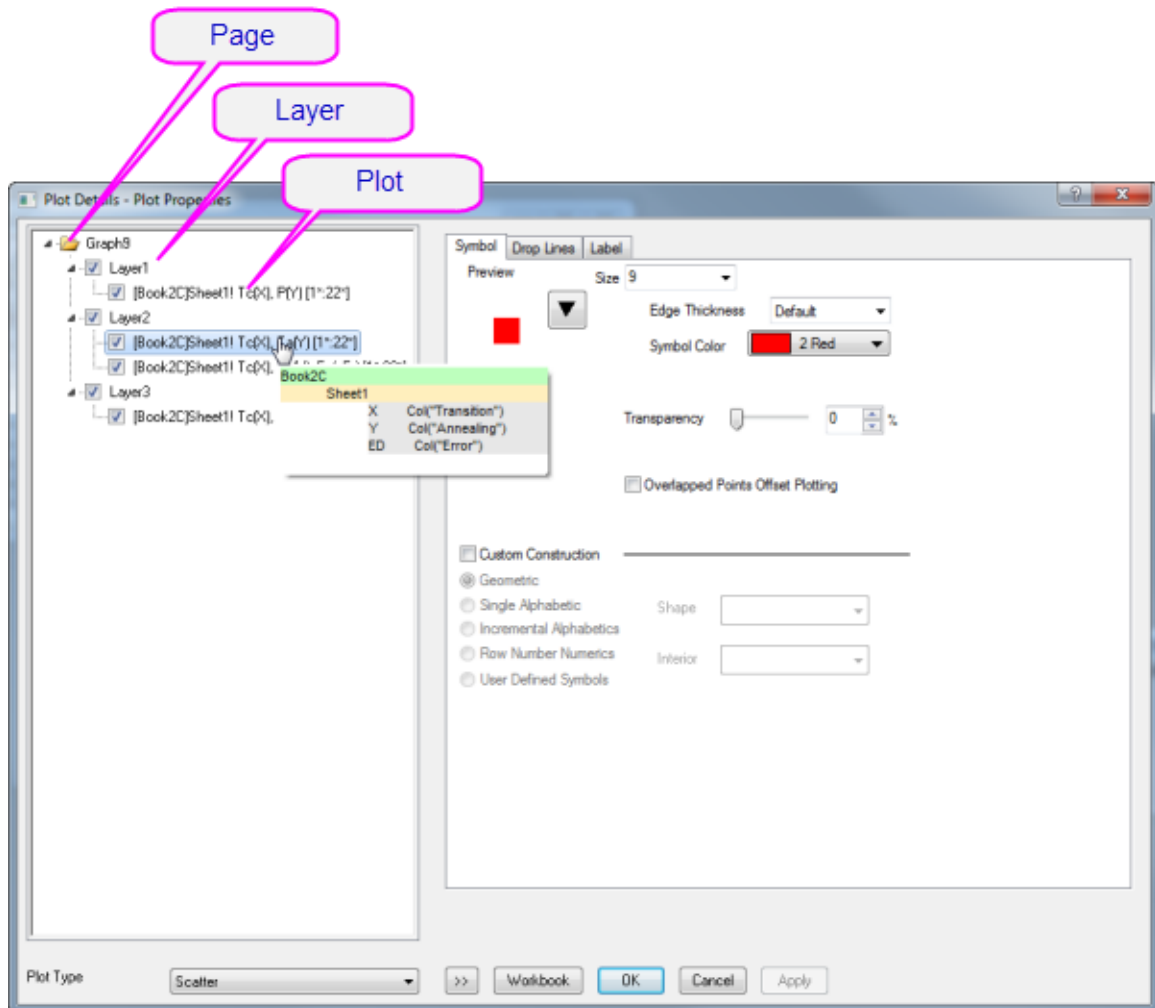 Page
Layer
Plot
Plot Details - Plot Properties
Graph9
Layer1
[Book2C]Sheet1! Tc(X), P(Y) [1*:22*]
Layer2
[Book2C]Sheet1! Tc(X), Ta(Y) [1*:22*]
[Book2C]Sheet1! Tc(X),
Layer3
[Book2C]Sheet1! Tc(X),
Book2C
Sheet1
X Col("Transition")
Y Col("Annealing")
ED Col("Error")
Symbol Drop Lines Label
Preview
Size 9
Edge Thickness Default
Symbol Color 2 Red
Transparency 0 %
Overlapped Points Offset Plotting
Custom Construction
Geometric
Single Alphabetic
Shape
Incremental Alphabetics
Row Number Numerics
Interior
User Defined Symbols
Plot Type Scatter >> Workbook OK Cancel Apply